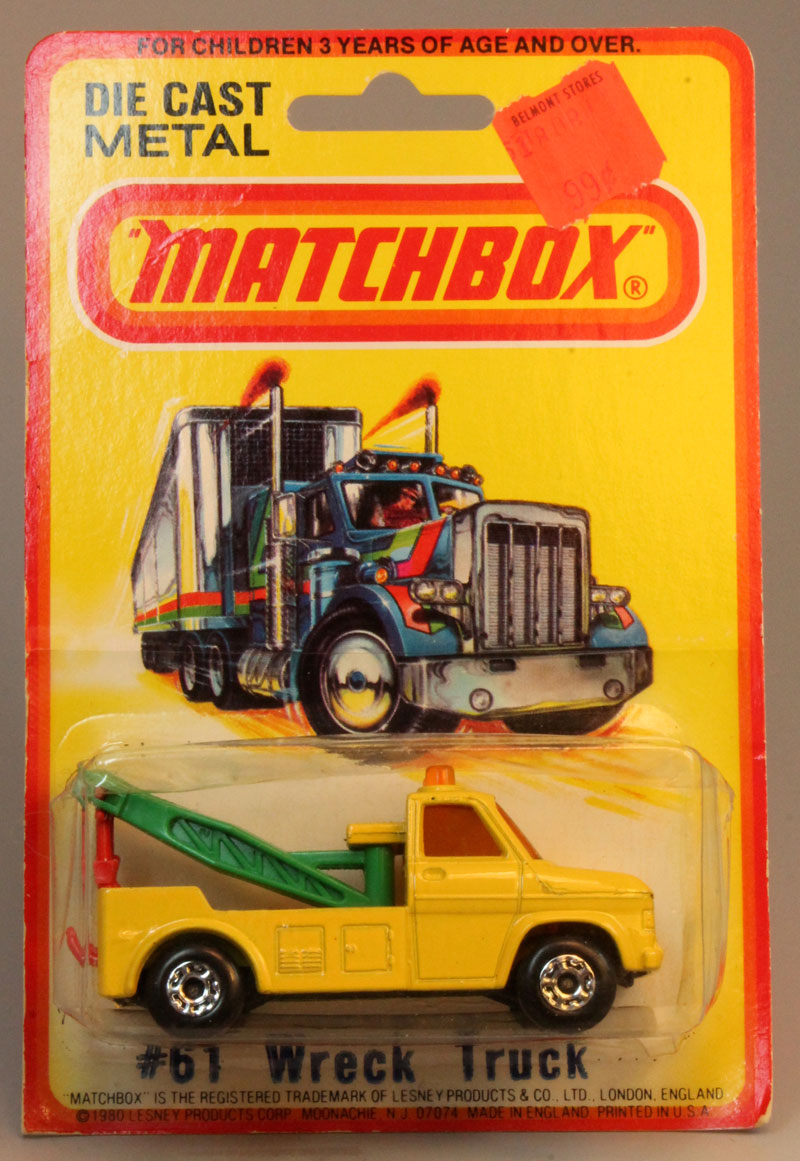 FOR CHILDREN 3 YEARS OF AGE AND OVER.
DIE CAST
METAL
BELMONT STORES
99¢
"MATCHBOX"®
#61 Wreck Truck
"MATCHBOX" IS THE REGISTERED TRADEMARK OF LESNEY PRODUCTS & CO., LTD., LONDON, ENGLAND.
©1980 LESNEY PRODUCTS CORP. MOONACHIE, N.J. 07074 MADE IN ENGLAND. PRINTED IN U.S.A.